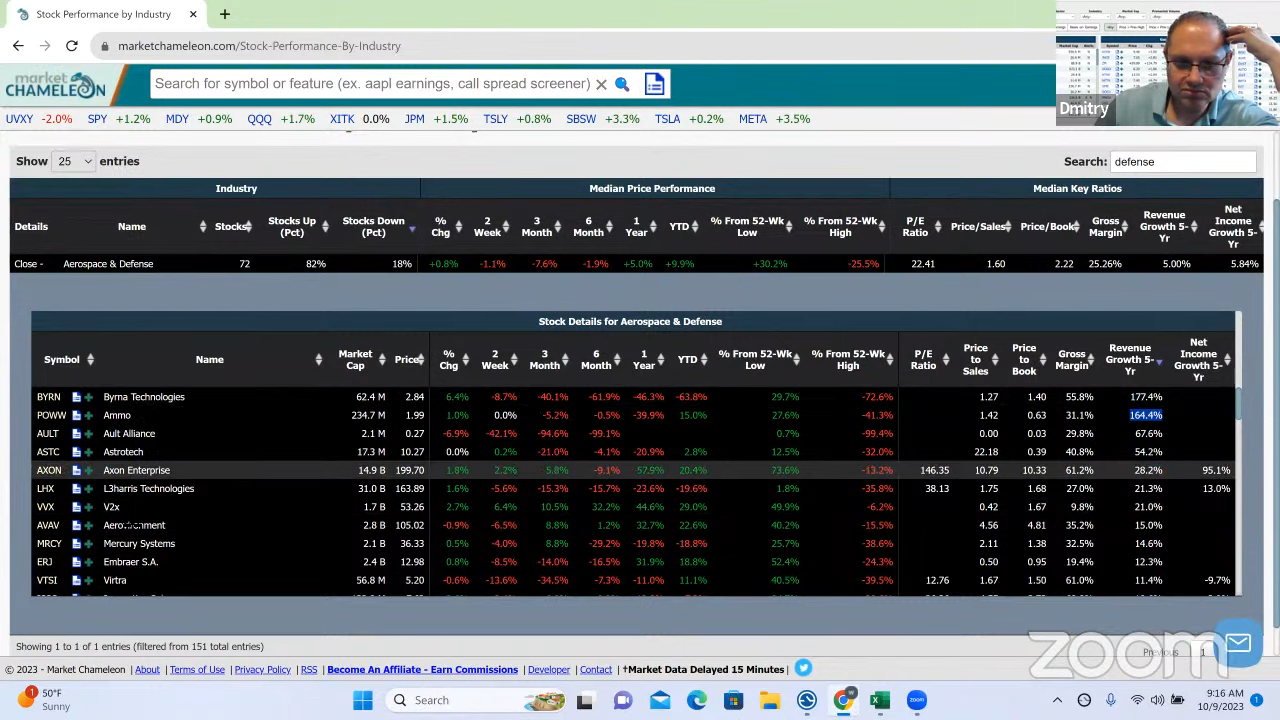 Stock Performance by Industry
marketchameleon.com/Stock-Performance-By
market CHAMELEON
Search for symbol or feature (ex.
Dmitry
UVXY -2.0% SPY MDY +0.9% QQQ XITK +1.5% TSLY +0.8% SPCW TSLA +0.2% META +3.5%
Show 25 entries Search: defense
Industry Median Price Performance Median Key Ratios
Details Name Stocks Stocks Up (Pct) Stocks Down (Pct) % Chg 2 Week 3 Month 6 Month 1 Year YTD % From 52-Wk Low % From 52-Wk High P/E Ratio Price/Sales Price/Book Gross Margin Revenue Growth 5-Yr Net Income Growth 5-Yr
Close - Aerospace & Defense 72 82% 18% +0.8% -1.1% -7.6% -1.9% +5.0% +9.9% +30.2% -25.5% 22.41 1.60 2.22 25.26% 5.00% 5.84%
Stock Details for Aerospace & Defense
Symbol Name Market Cap Price % Chg 2 Week 3 Month 6 Month 1 Year YTD % From 52-Wk Low % From 52-Wk High P/E Ratio Price to Sales Price to Book Gross Margin Revenue Growth 5-Yr Net Income Growth 5-Yr
BYRN Byrna Technologies 62.4 M 2.84 6.4% -8.7% -40.1% -61.9% -46.3% -63.8% 29.7% -72.6% 1.27 1.40 55.8% 177.4%
POWW Ammo 234.7 M 1.99 1.0% 0.0% -5.2% -0.5% -39.9% 15.0% 27.6% -41.3% 1.42 0.63 31.1% 164.4%
AULT Ault Alliance 2.1 M 0.27 -6.9% -42.1% -94.6% -99.1% 0.7% -99.4% 0.00 0.03 29.8% 67.6%
ASTC Astrotech 17.3 M 10.27 0.0% 0.2% -21.0% -4.1% -20.9% 2.8% 12.5% -32.0% 22.18 0.39 40.8% 54.2%
AXON Axon Enterprise 14.9 B 199.70 1.8% 2.2% 5.8% -9.1% 57.9% 20.4% 73.6% -13.2% 146.35 10.79 10.33 61.2% 28.2% 95.1%
LHX L3harris Technologies 31.0 B 163.89 1.6% -5.6% -15.3% -15.7% -23.6% -19.6% 1.8% -35.8% 38.13 1.75 1.68 27.0% 21.3% 13.0%
VVX V2x 1.7 B 53.26 2.7% 6.4% 10.5% 32.2% 44.6% 29.0% 49.9% -6.2% 0.42 1.67 9.8% 21.0%
AVAV 2.8 B 105.02 -0.9% -6.5% 8.8% 1.2% 32.7% 22.6% 40.2% -15.5% 4.56 4.81 35.2% 15.0%
MRCY Mercury Systems 2.1 B 36.33 0.5% -4.0% 8.8% -29.2% -19.8% -18.8% 25.7% -38.6% 2.11 1.38 32.5% 14.6%
ERJ Embraer S.A. 2.4 B 12.98 0.8% -8.5% -14.0% -16.5% 31.9% 18.8% 52.4% -24.3% 0.50 0.95 19.4% 12.3%
VTSI Virtra 56.8 M 5.20 -0.6% -13.6% -34.5% -7.3% -11.0% 11.1% 40.5% -39.5% 12.76 1.67 1.50 61.0% 11.4% -9.7%
Showing 1 to 1 of 1 entries (filtered from 151 total entries) Previous 1
zoom
© 2023 - Market Chameleon | About | Terms of Use | Privacy Policy | RSS | Become An Affiliate - Earn Commissions | Developer | Contact | †Market Data Delayed 15 Minutes |
1 50°F Sunny
Search
9:16 AM
10/9/2023